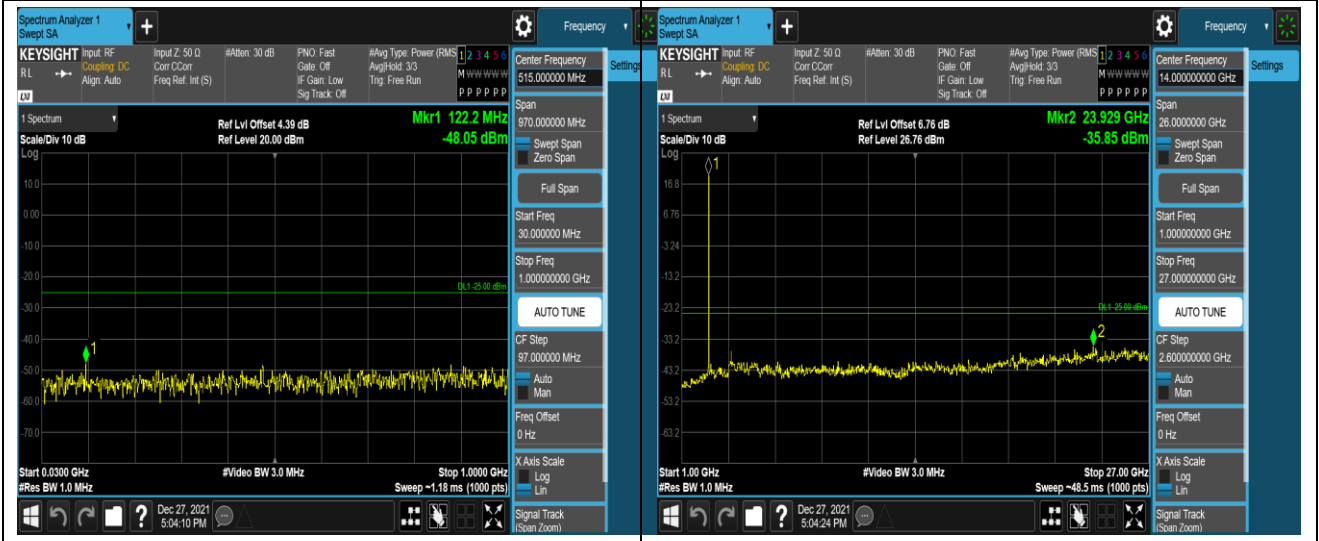 Spectrum Analyzer 1
Swept SA
+
Frequency
KEYSIGHT
RL
LXI
Input: RF
Coupling: DC
Align: Auto
Input Z: 50 Ω
Corr CCorr
Freq Ref: Int (S)
#Atten: 30 dB
PNO: Fast
Gate: Off
IF Gain: Low
Sig Track: Off
#Avg Type: Power (RMS
Avg|Hold: 3/3
Trig: Free Run
1 2 3 4 5 6
M W W W W W
P P P P P P
Center Frequency
515.000000 MHz
Settings
1 Spectrum
Scale/Div 10 dB
Log
Ref Lvl Offset 4.39 dB
Ref Level 20.00 dBm
Mkr1 122.2 MHz
-48.05 dBm
Span
970.000000 MHz
Swept Span
Zero Span
Full Span
Start Freq
30.000000 MHz
Stop Freq
1.000000000 GHz
AUTO TUNE
CF Step
97.000000 MHz
Auto
Man
Freq Offset
0 Hz
X Axis Scale
Log
Lin
Signal Track
(Span Zoom)
10.0
0.00
-10.0
-20.0
-30.0
-40.0
-50.0
-60.0
-70.0
DL1 -25.00 dBm
1
Start 0.0300 GHz
#Res BW 1.0 MHz
#Video BW 3.0 MHz
Stop 1.0000 GHz
Sweep ~1.18 ms (1000 pts)
?
Dec 27, 2021
5:04:10 PM
Spectrum Analyzer 1
Swept SA
+
Frequency
KEYSIGHT
RL
LXI
Input: RF
Coupling: DC
Align: Auto
Input Z: 50 Ω
Corr CCorr
Freq Ref: Int (S)
#Atten: 30 dB
PNO: Fast
Gate: Off
IF Gain: Low
Sig Track: Off
#Avg Type: Power (RMS
Avg|Hold: 3/3
Trig: Free Run
1 2 3 4 5 6
M W W W W W
P P P P P P
Center Frequency
14.000000000 GHz
Settings
1 Spectrum
Scale/Div 10 dB
Log
Ref Lvl Offset 6.76 dB
Ref Level 26.76 dBm
Mkr2 23.929 GHz
-35.85 dBm
Span
26.0000000 GHz
Swept Span
Zero Span
Full Span
Start Freq
1.000000000 GHz
Stop Freq
27.000000000 GHz
AUTO TUNE
CF Step
2.600000000 GHz
Auto
Man
Freq Offset
0 Hz
X Axis Scale
Log
Lin
Signal Track
(Span Zoom)
1
16.8
6.76
-3.24
-13.2
-23.2
-33.2
-43.2
-53.2
-63.2
DL1 -25.00 dBm
2
Start 1.00 GHz
#Res BW 1.0 MHz
#Video BW 3.0 MHz
Stop 27.00 GHz
Sweep ~48.5 ms (1000 pts)
?
Dec 27, 2021
5:04:24 PM